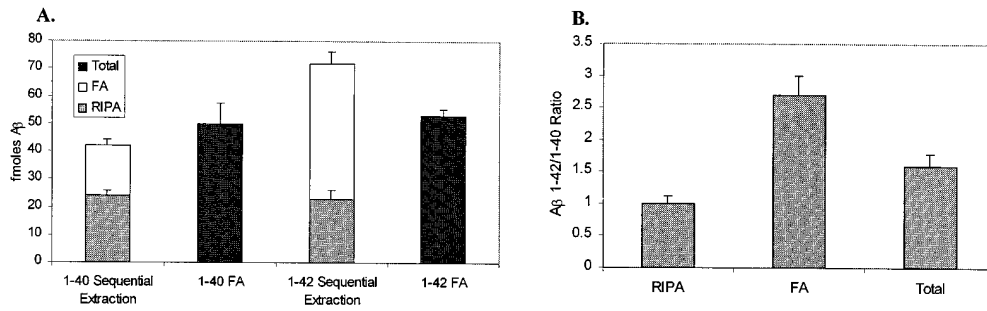 A.
80
70
60
50
40
30
20
10
0
fmoles Aβ
Total
FA
RIPA
1-40 Sequential
Extraction
1-40 FA
1-42 Sequential
Extraction
1-42 FA
B.
3.5
3
2.5
2
1.5
1
0.5
0
Aβ 1-42/1-40 Ratio
RIPA
FA
Total